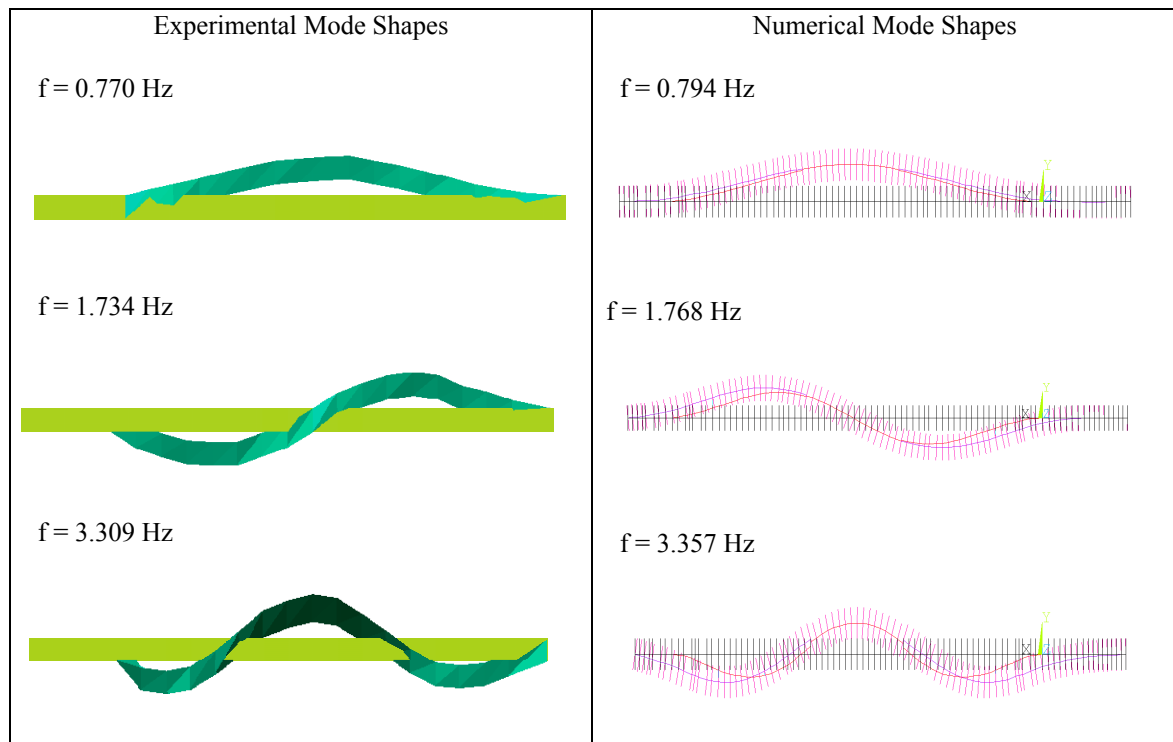 Experimental Mode Shapes
f = 0.770 Hz
f = 1.734 Hz
f = 3.309 Hz
Numerical Mode Shapes
f = 0.794 Hz
Y
X
f = 1.768 Hz
Y
X
f = 3.357 Hz
Y
X